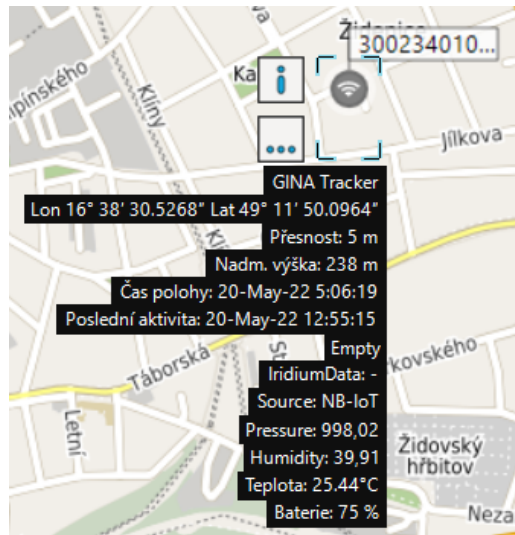 Židenice
300234010...
Ka
mpínského
Klíny
Jílkova
GINA Tracker
Lon 16° 38' 30.5268" Lat 49° 11' 50.0964"
Přesnost: 5 m
Nadm. výška: 238 m
Čas polohy: 20-May-22 5:06:19
Poslední aktivita: 20-May-22 12:55:15
Empty
IridiumData: -
Source: NB-IoT
Pressure: 998,02
Humidity: 39,91
Teplota: 25.44°C
Baterie: 75 %
Táborská
rkovského
Letní
Židovský
hřbitov
Neza